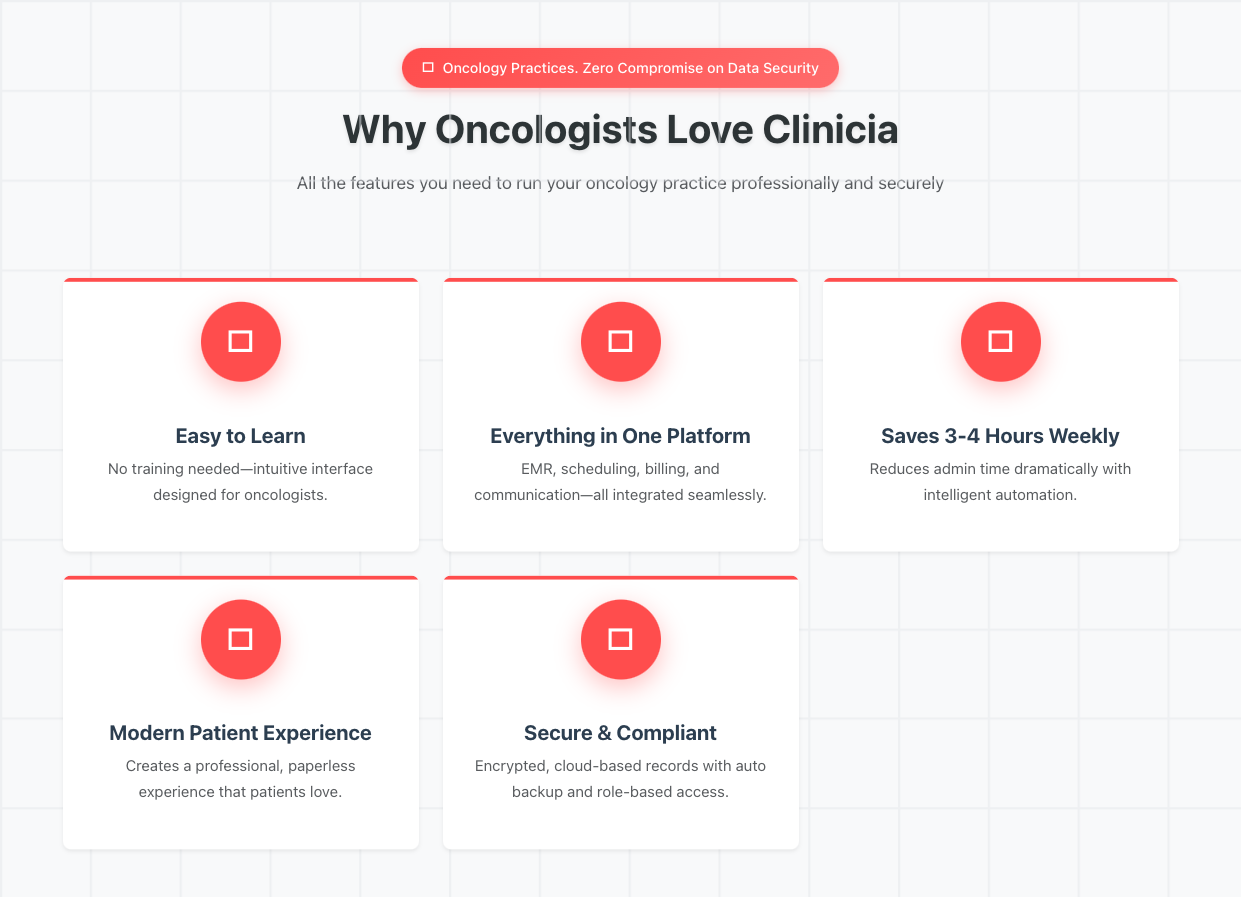 Oncology Practices. Zero Compromise on Data Security
Why Oncologists Love Clinicia
All the features you need to run your oncology practice professionally and securely
Easy to Learn
No training needed—intuitive interface
designed for oncologists.
Everything in One Platform
EMR, scheduling, billing, and
communication—all integrated seamlessly.
Saves 3-4 Hours Weekly
Reduces admin time dramatically with
intelligent automation.
Modern Patient Experience
Creates a professional, paperless
experience that patients love.
Secure & Compliant
Encrypted, cloud-based records with auto
backup and role-based access.